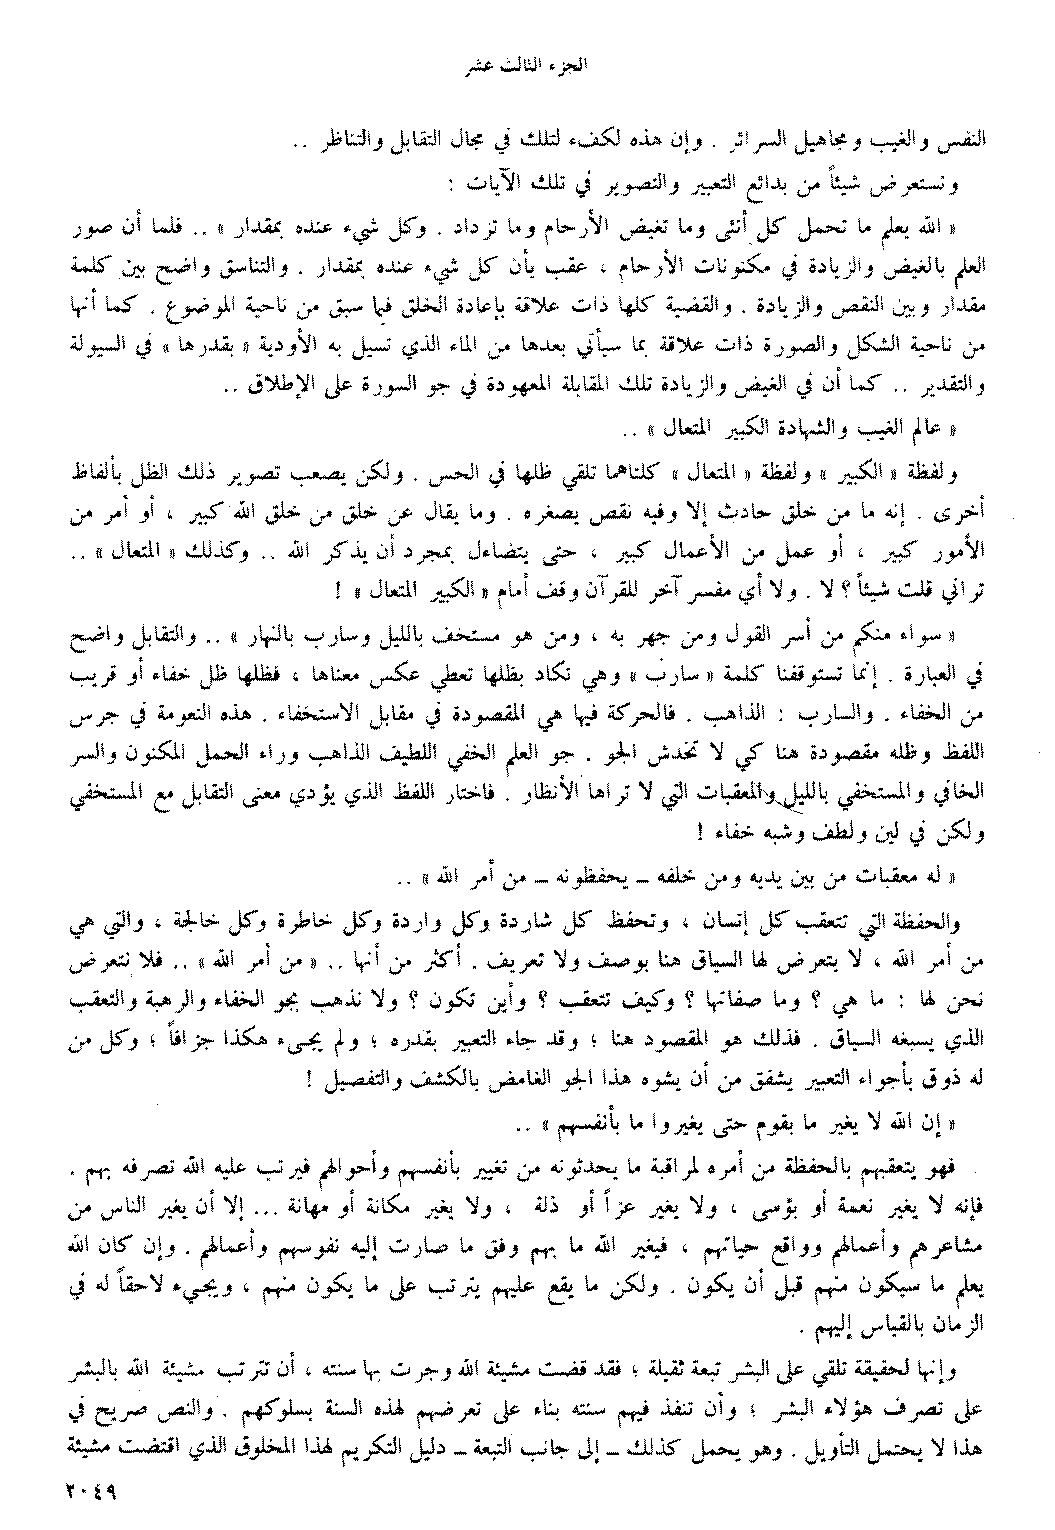 الجزء الثالث عشر
النفس والغيب ومجاهيل السرائر . وإن هذه لكفء لتلك في مجال التقابل والتناظر ..
ونستعرض شيئاً من بدائع التعبير والتصوير في تلك الآيات :
« الله يعلم ما تحمل كل أنثى وما تغيض الأرحام وما تزداد . وكل شيء عنده بمقدار » .. فلما أن صور
العلم بالغيض والزيادة في مكنونات الأرحام ، عقب بأن كل شيء عنده بمقدار . والتناسق واضح بين كلمة
مقدار وبين النقص والزيادة . والقضية كلها ذات علاقة بإعادة الخلق فيما سبق من ناحية الموضوع . كما أنها
من ناحية الشكل والصورة ذات علاقة بما سيأتي بعدها من الماء الذي تسيل به الأودية « بقدرها » في السيولة
والتقدير .. كما أن في الغيض والزيادة تلك المقابلة المعهودة في جو السورة على الإطلاق ..
« عالم الغيب والشهادة الكبير المتعال » ..
ولفظة « الكبير » ولفظة « المتعال » كلتاهما تلقي ظلها في الحس . ولكن يصعب تصوير ذلك الظل بألفاظ
أخرى . إنه ما من خلق حادث إلا وفيه نقص يصغره . وما يقال عن خلق من خلق الله كبير ، أو أمر من
الأمور كبير ، أو عمل من الأعمال كبير ، حتى يتضاءل بمجرد أن يذكر الله .. وكذلك « المتعال » ..
تراني قلت شيئاً ؟ لا . ولا أي مفسر آخر للقرآن وقف أمام « الكبير المتعال » !
« سواء منكم من أسر القول ومن جهر به ، ومن هو مستخف بالليل وسارب بالنهار » .. والتقابل واضح
في العبارة . إنما تستوقفنا كلمة « سارب » وهي تكاد بظلها تعطي عكس معناها ، فظلها ظل خفاء أو قريب
من الخفاء . والسارب : الذاهب . فالحركة فيها هي المقصودة في مقابل الاستخفاء . هذه النعومة في جرس
اللفظ وظله مقصودة هنا كي لا تخدش الجو . جو العلم الخفي اللطيف الذاهب وراء الحمل المكنون والسر
الخافي والمستخفي بالليل والمعقبات التي لا تراها الأنظار . فاختار اللفظ الذي يؤدي معنى التقابل مع المستخفي
ولكن في لين ولطف وشبه خفاء !
« له معقبات من بين يديه ومن خلفه ـ يحفظونه ـ من أمر الله » ..
والحفظة التي تتعقب كل إنسان ، وتحفظ كل شاردة وكل واردة وكل خاطرة وكل خالجة ، والتي هي
من أمر الله ، لا يتعرض لها السياق هنا بوصف ولا تعريف . أكثر من أنها .. « من أمر الله » .. فلا نتعرض
نحن لها : ما هي ؟ وما صفاتها ؟ وكيف تتعقب ؟ وأين تكون ؟ ولا نذهب بجو الخفاء والرهبة والتعقب
الذي يسبغه السياق . فذلك هو المقصود هنا ؛ وقد جاء التعبير بقدره ؛ ولم يجىء هكذا جزافاً ؛ وكل من
له ذوق بأجواء التعبير يشفق من أن يشوه هذا الجو الغامض بالكشف والتفصيل !
« إن الله لا يغير ما بقوم حتى يغيروا ما بأنفسهم » ..
فهو يتعقبهم بالحفظة من أمره لمراقبة ما يحدثونه من تغيير بأنفسهم وأحوالهم فيرتب عليه الله تصرفه بهم .
فإنه لا يغير نعمة أو بؤسى ، ولا يغير عزاً أو ذلة ، ولا يغير مكانة أو مهانة ... إلا أن يغير الناس من
مشاعرهم وأعمالهم وواقع حياتهم ، فيغير الله ما بهم وفق ما صارت إليه نفوسهم وأعمالهم . وإن كان الله
يعلم ما سيكون منهم قبل أن يكون . ولكن ما يقع عليهم يترتب على ما يكون منهم ، ويجيء لاحقاً له في
الزمان بالقياس إليهم .
وإنها لحقيقة تلقي على البشر تبعة ثقيلة ؛ فقد قضت مشيئة الله وجرت بها سنته ، أن تترتب مشيئة الله بالبشر
على تصرف هؤلاء البشر ؛ وأن تنفذ فيهم سنته بناء على تعرضهم لهذه السنة بسلوكهم . والنص صريح في
هذا لا يحتمل التأويل . وهو يحمل كذلك ـ إلى جانب التبعة ـ دليل التكريم لهذا المخلوق الذي اقتضت مشيئة
٢٠٤٩